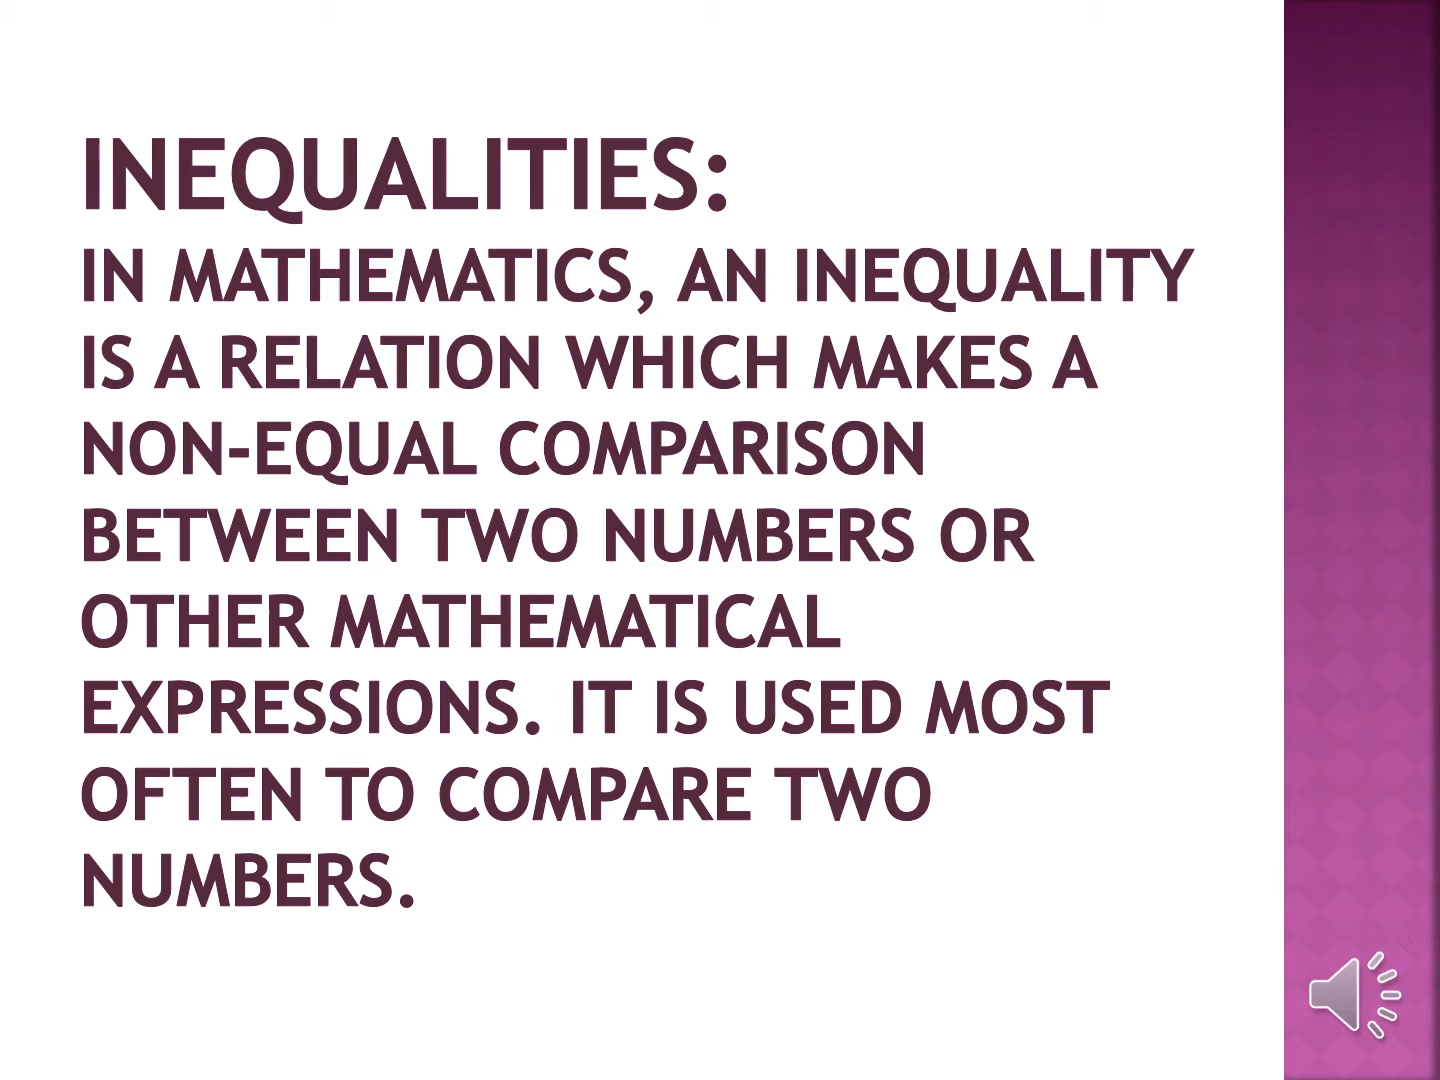 INEQUALITIES:
IN MATHEMATICS, AN INEQUALITY
IS A RELATION WHICH MAKES A
NON-EQUAL COMPARISON
BETWEEN TWO NUMBERS OR
OTHER MATHEMATICAL
EXPRESSIONS. IT IS USED MOST
OFTEN TO COMPARE TWO
NUMBERS.